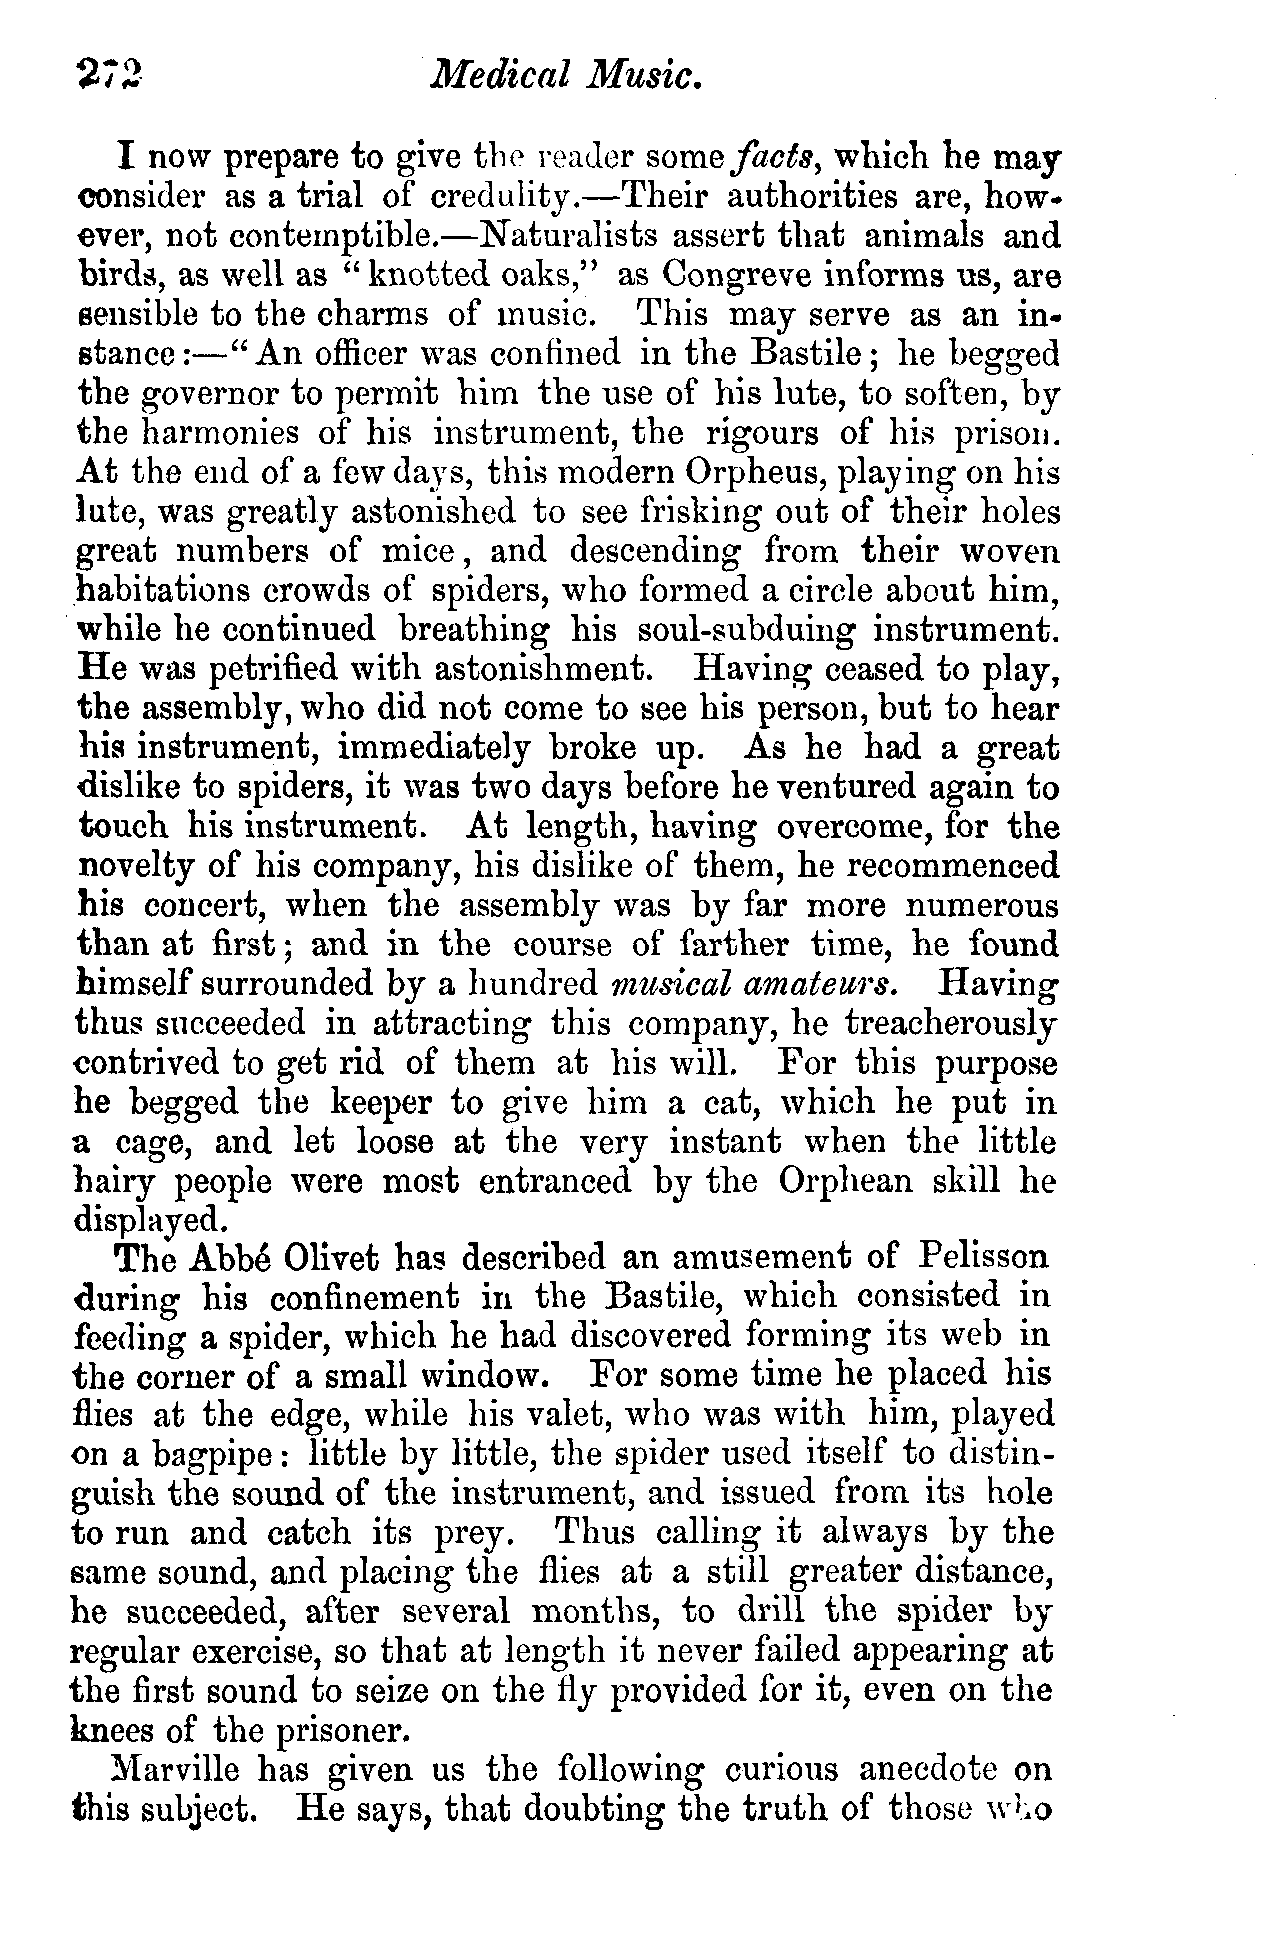 272 Medical Music.
I now prepare to give the reader some facts, which he may
consider as a trial of credulity.—Their authorities are, how-
ever, not contemptible.—Naturalists assert that animals and
birds, as well as "knotted oaks," as Congreve informs us, are
sensible to the charms of music. This may serve as an in-
stance:—"An officer was confined in the Bastile; he begged
the governor to permit him the use of his lute, to soften, by
the harmonies of his instrument, the rigours of his prison.
At the end of a few days, this modern Orpheus, playing on his
lute, was greatly astonished to see frisking out of their holes
great numbers of mice, and descending from their woven
habitations crowds of spiders, who formed a circle about him,
while he continued breathing his soul-subduing instrument.
He was petrified with astonishment. Having ceased to play,
the assembly, who did not come to see his person, but to hear
his instrument, immediately broke up. As he had a great
dislike to spiders, it was two days before he ventured again to
touch his instrument. At length, having overcome, for the
novelty of his company, his dislike of them, he recommenced
his concert, when the assembly was by far more numerous
than at first; and in the course of farther time, he found
himself surrounded by a hundred musical amateurs. Having
thus succeeded in attracting this company, he treacherously
contrived to get rid of them at his will. For this purpose
he begged the keeper to give him a cat, which he put in
a cage, and let loose at the very instant when the little
hairy people were most entranced by the Orphean skill he
displayed.
The Abbé Olivet has described an amusement of Pelisson
during his confinement in the Bastile, which consisted in
feeding a spider, which he had discovered forming its web in
the corner of a small window. For some time he placed his
flies at the edge, while his valet, who was with him, played
on a bagpipe: little by little, the spider used itself to distin-
guish the sound of the instrument, and issued from its hole
to run and catch its prey. Thus calling it always by the
same sound, and placing the flies at a still greater distance,
he succeeded, after several months, to drill the spider by
regular exercise, so that at length it never failed appearing at
the first sound to seize on the fly provided for it, even on the
knees of the prisoner.
Marville has given us the following curious anecdote on
this subject. He says, that doubting the truth of those who